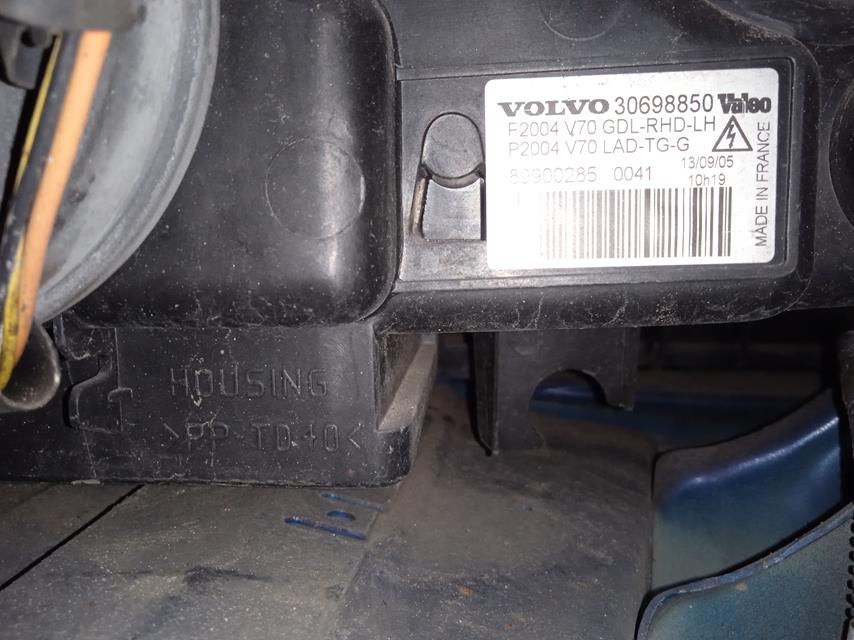 VOLVO 30698850 Valeo
F2004 V70 GDL-RHD-LH
P2004 V70 LAD-TG-G
89900285 0041
13/09/05
10h19
MADE IN FRANCE
HOUSING
>PP-TD40<